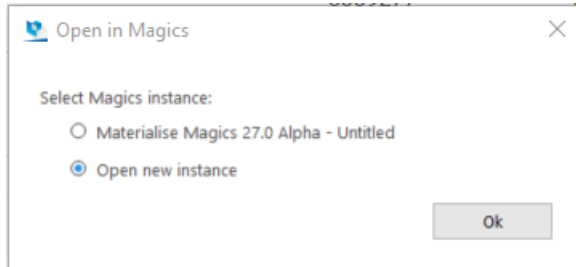 Open in Magics
Select Magics instance:
Materialise Magics 27.0 Alpha - Untitled
Open new instance
Ok